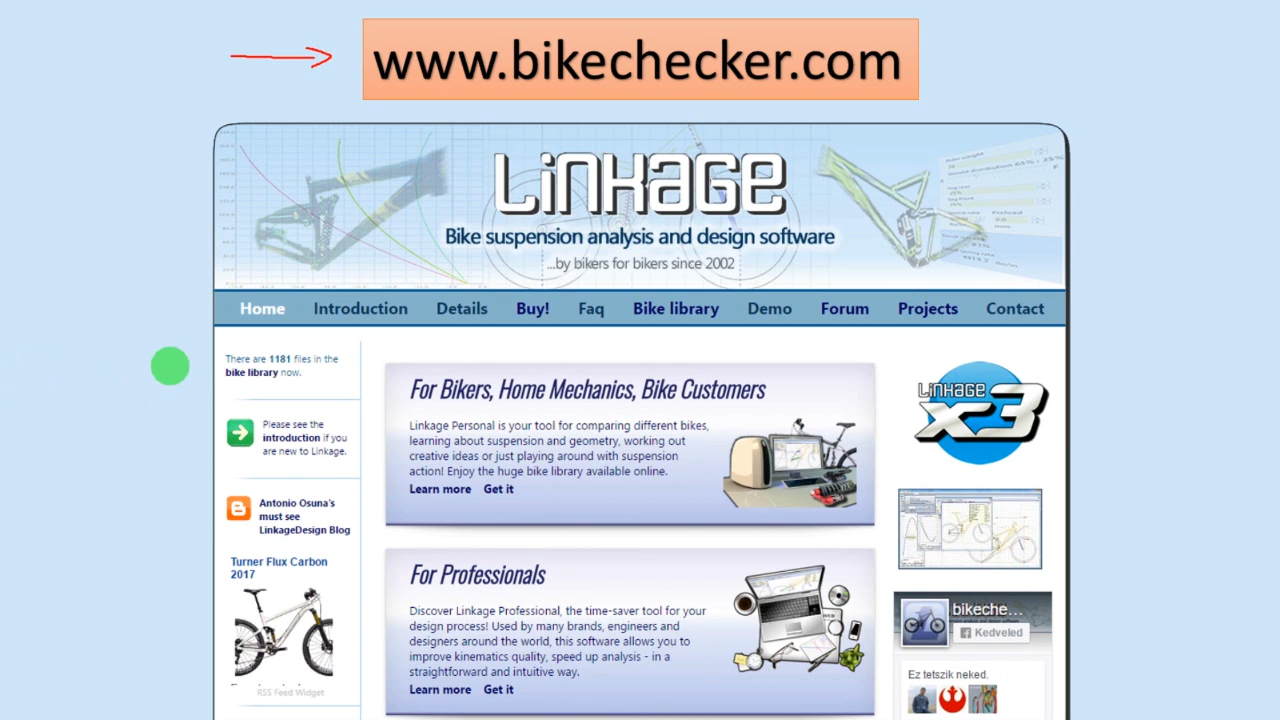 www.bikechecker.com
Linkage
Bike suspension analysis and design software
...by bikers for bikers since 2002
Home Introduction Details Buy! Faq Bike library Demo Forum Projects Contact
There are 1181 files in the
bike library now.
Please see the
introduction if you
are new to Linkage.
Antonio Osuna's
must see
LinkageDesign Blog
Turner Flux Carbon
2017
RSS Feed Widget
For Bikers, Home Mechanics, Bike Customers
Linkage Personal is your tool for comparing different bikes,
learning about suspension and geometry, working out
creative ideas or just playing around with suspension
action! Enjoy the huge bike library available online.
Learn more Get it
For Professionals
Discover Linkage Professional, the time-saver tool for your
design process! Used by many brands, engineers and
designers around the world, this software allows you to
improve kinematics quality, speed up analysis - in a
straightforward and intuitive way.
Learn more Get it
Linkage
x3
bikeche...
Kedveled
Ez tetszik neked.